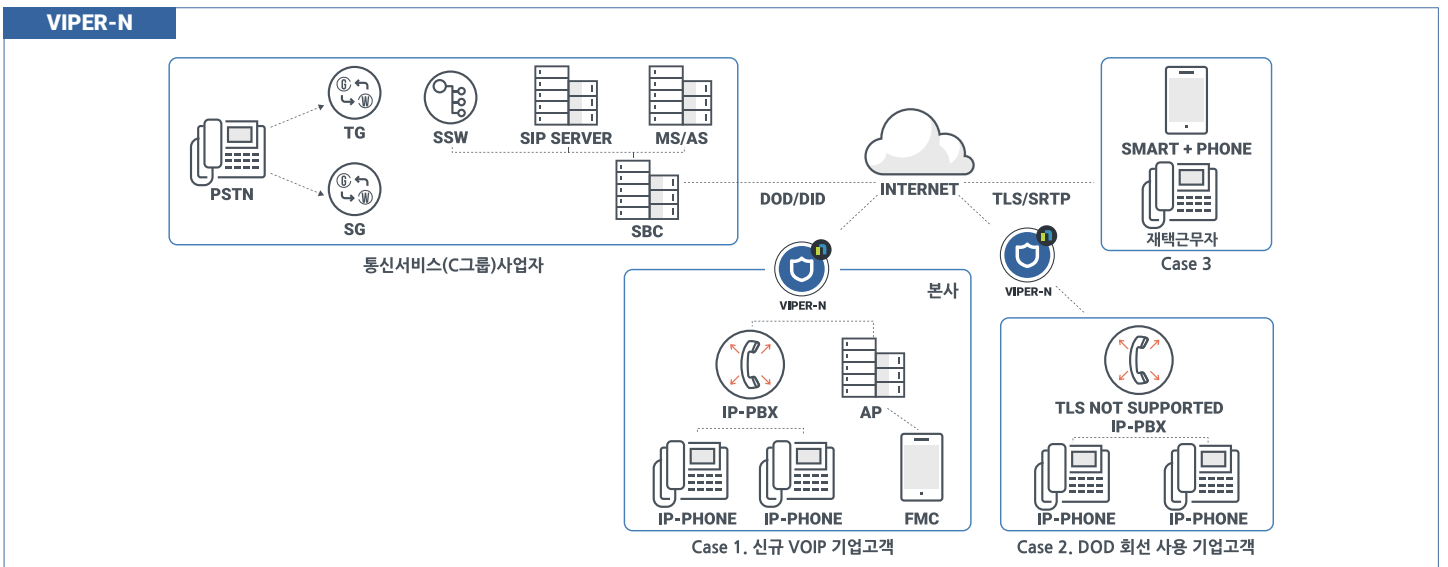 VIPER-N
PSTN
TG
SG
SSW
SIP SERVER
MS/AS
SBC
통신서비스(C그룹)사업자
DOD/DID
INTERNET
TLS/SRTP
SMART + PHONE
재택근무자
Case 3
VIPER-N
본사
IP-PBX
AP
IP-PHONE
IP-PHONE
FMC
Case 1. 신규 VOIP 기업고객
VIPER-N
TLS NOT SUPPORTED
IP-PBX
IP-PHONE
IP-PHONE
Case 2. DOD 회선 사용 기업고객
G
W
G
W